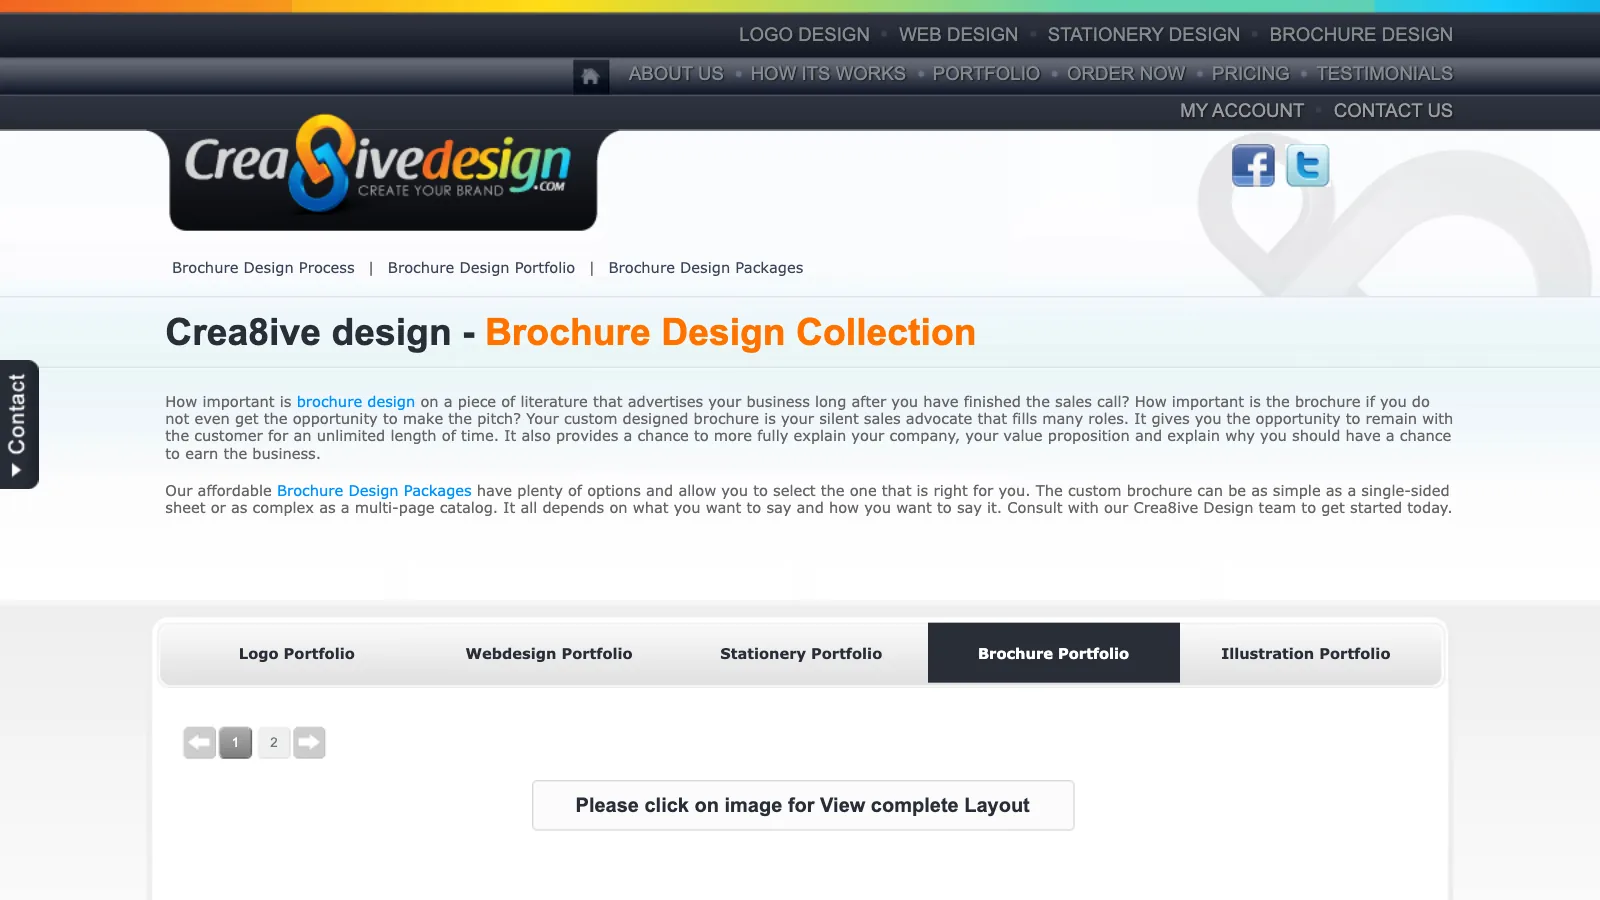 LOGO DESIGN • WEB DESIGN • STATIONERY DESIGN • BROCHURE DESIGN
ABOUT US • HOW ITS WORKS • PORTFOLIO • ORDER NOW • PRICING • TESTIMONIALS
MY ACCOUNT • CONTACT US
Crea8ivedesign.COM
CREATE YOUR BRAND
Brochure Design Process | Brochure Design Portfolio | Brochure Design Packages
Crea8ive design - Brochure Design Collection
Contact
How important is brochure design on a piece of literature that advertises your business long after you have finished the sales call? How important is the brochure if you do
not even get the opportunity to make the pitch? Your custom designed brochure is your silent sales advocate that fills many roles. It gives you the opportunity to remain with
the customer for an unlimited length of time. It also provides a chance to more fully explain your company, your value proposition and explain why you should have a chance
to earn the business.
Our affordable Brochure Design Packages have plenty of options and allow you to select the one that is right for you. The custom brochure can be as simple as a single-sided
sheet or as complex as a multi-page catalog. It all depends on what you want to say and how you want to say it. Consult with our Crea8ive Design team to get started today.
Logo Portfolio Webdesign Portfolio Stationery Portfolio Brochure Portfolio Illustration Portfolio
1 2
Please click on image for View complete Layout